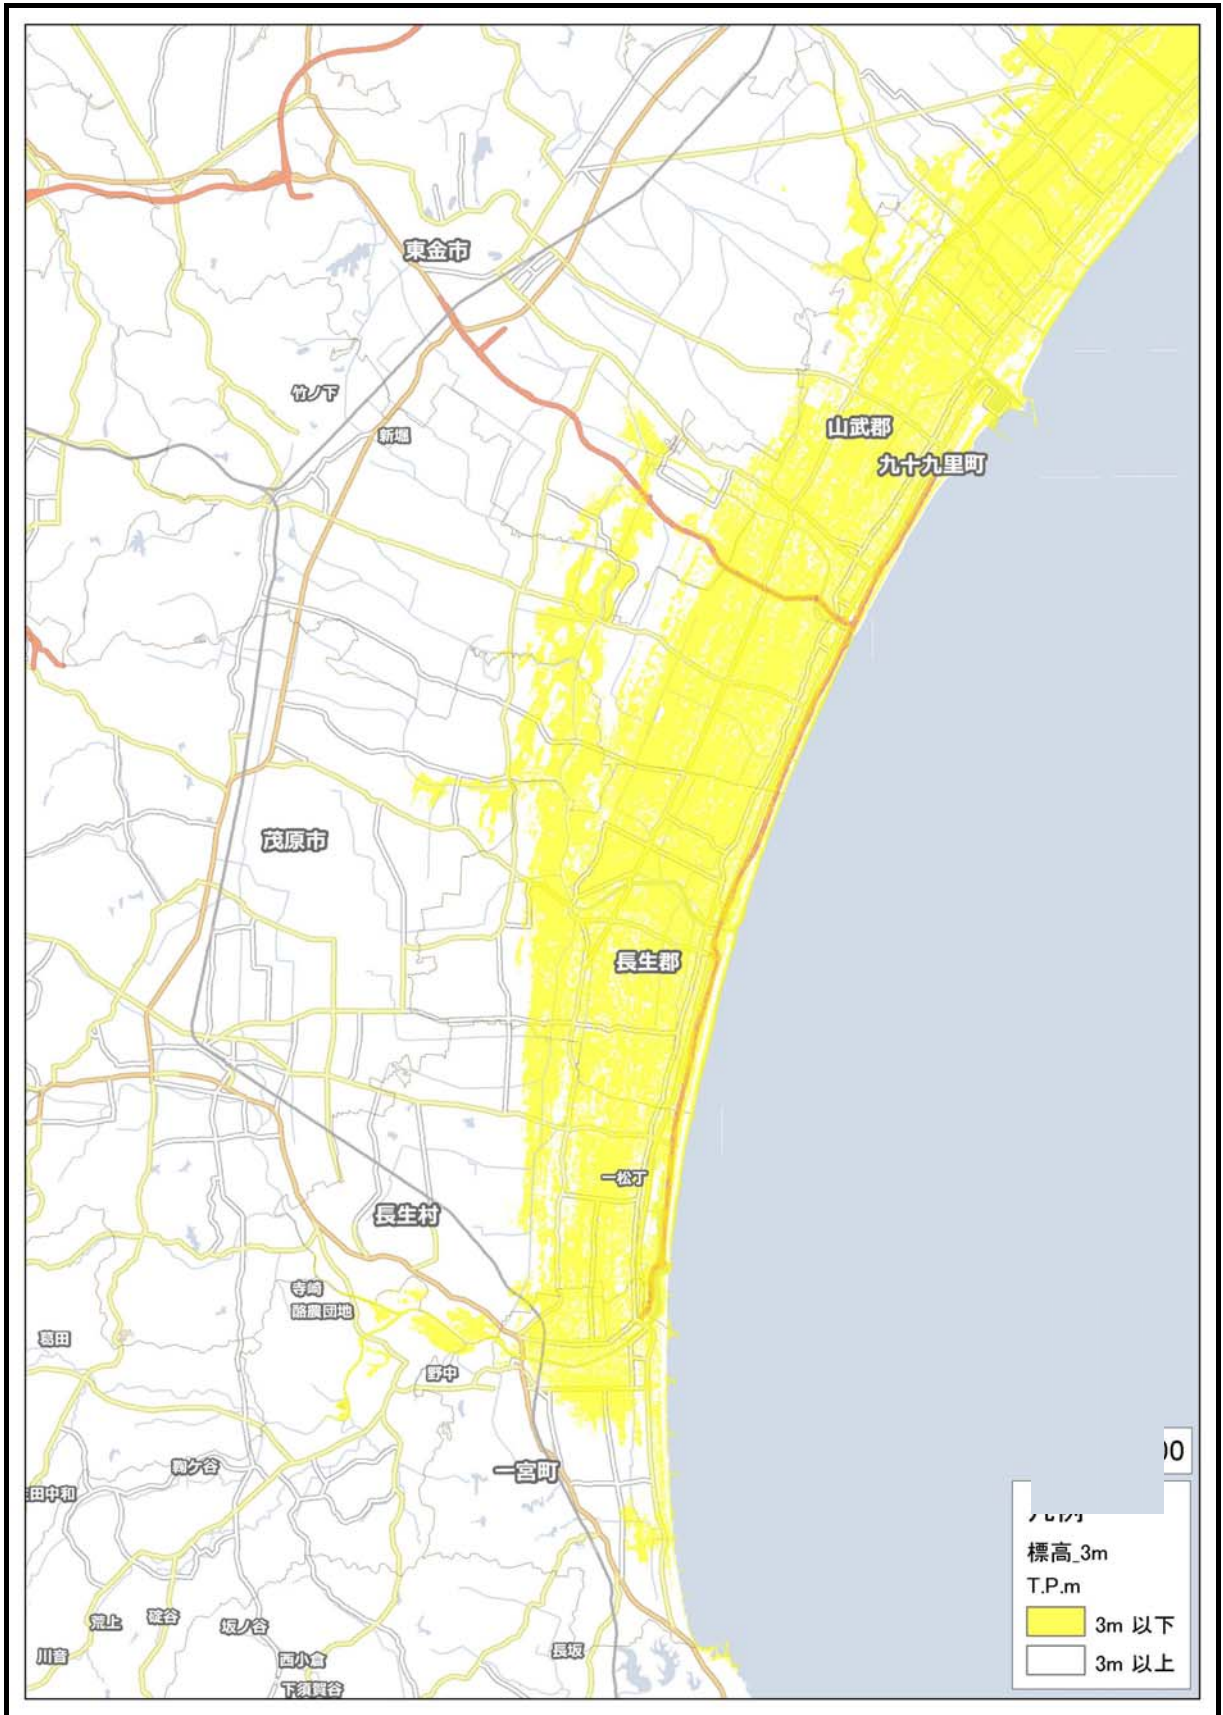 東金市
竹ノ下
新堀
山武郡
九十九里町
茂原市
長生郡
一松丁
長生村
寺崎
酪農団地
葛田
野中
一宮町
鞠ケ谷
田中和
荒上
硴谷
坂ノ谷
川音
西小倉
長坂
下須賀谷
標高_3m
T.P.m
3m 以下
3m 以上